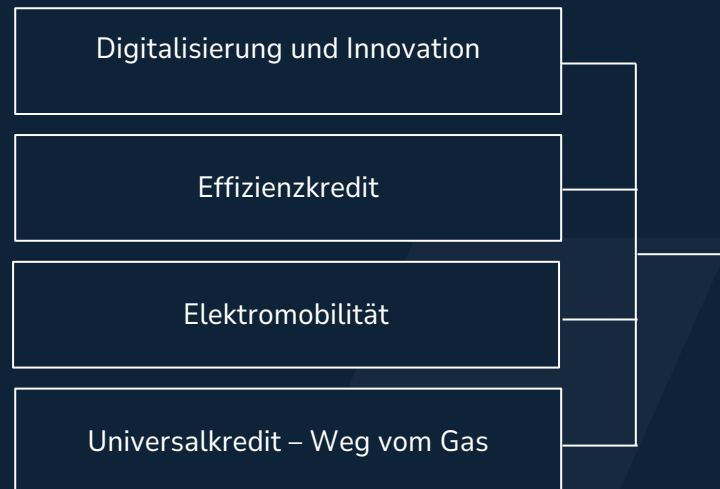 Digitalisierung und Innovation
Effizienzkredit
Elektromobilität
Universalkredit – Weg vom Gas